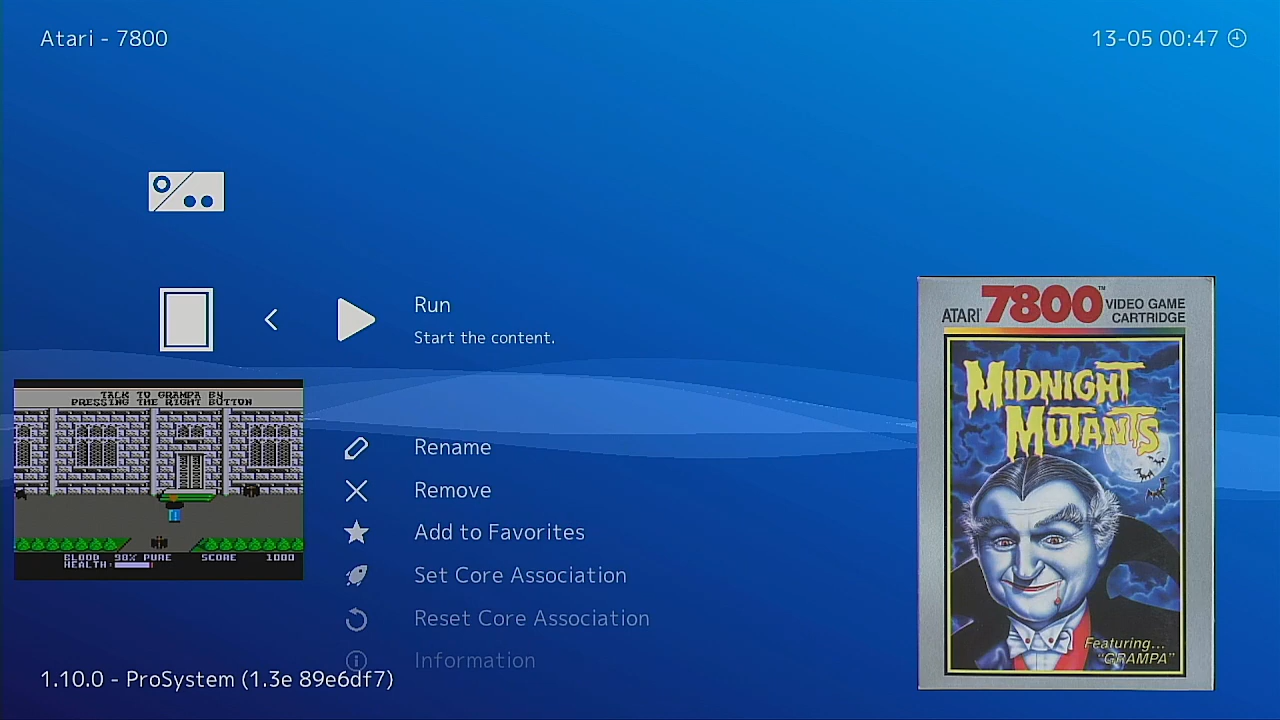 Atari - 7800
13-05 00:47
Run
Start the content.
ATARI 7800™ VIDEO GAME
CARTRIDGE
MIDNIGHT
MUTANTS
Featuring...
"GRAMPA"
TALK TO GRAMPA BY
PRESSING THE RIGHT BUTTON
BLOOD 98% PURE SCORE 1000
HEALTH:
Rename
Remove
Add to Favorites
Set Core Association
Reset Core Association
Information
1.10.0 - ProSystem (1.3e 89e6df7)